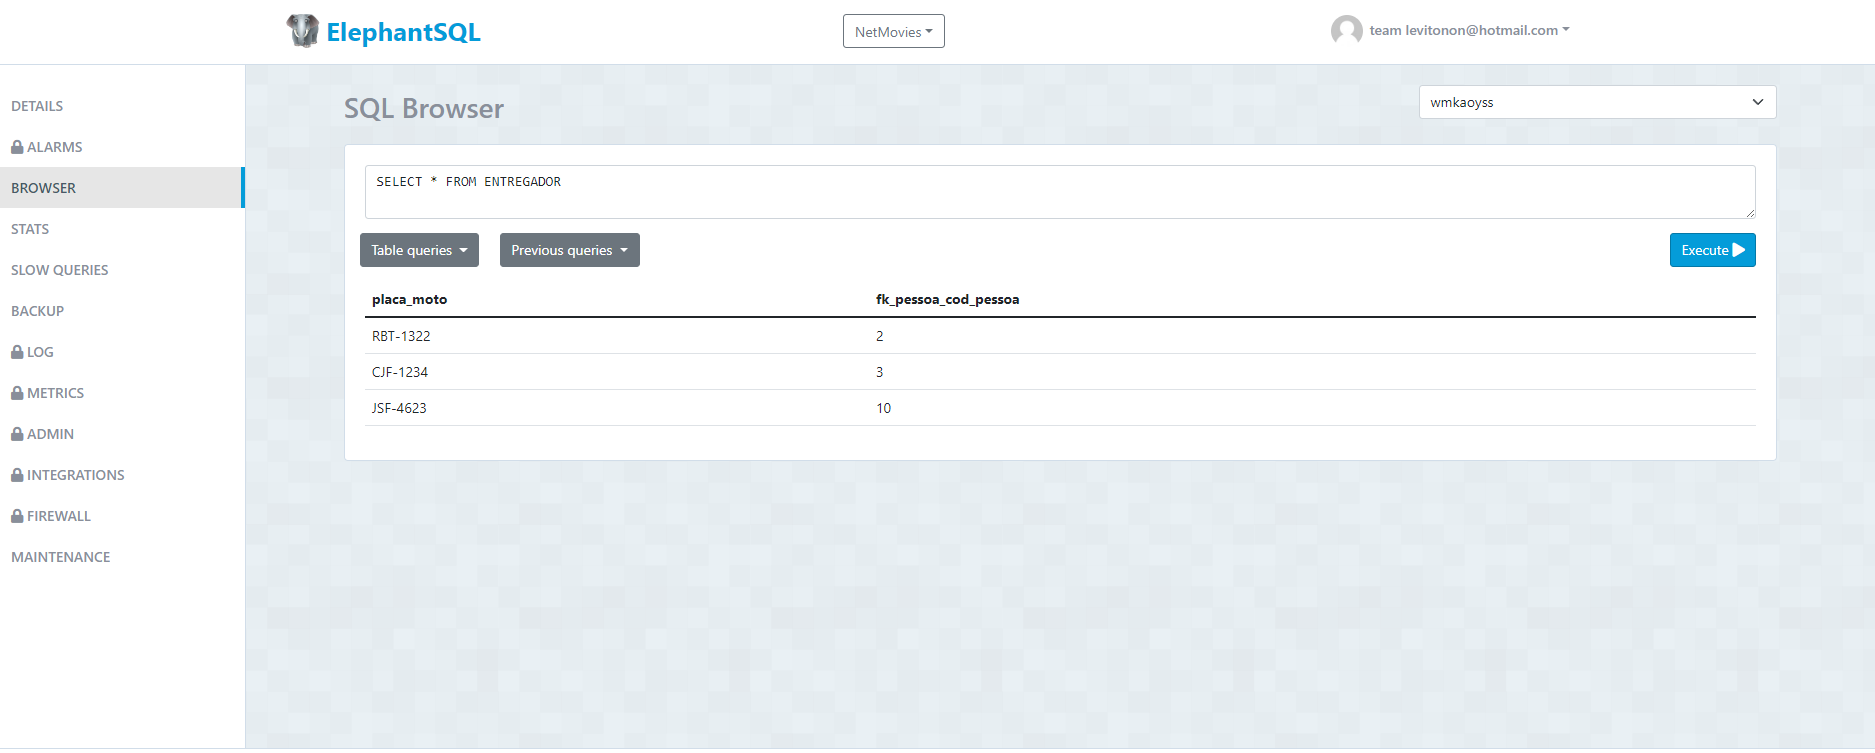 ElephantSQL
NetMovies
team levitonon@hotmail.com
DETAILS
ALARMS
BROWSER
STATS
SLOW QUERIES
BACKUP
LOG
METRICS
ADMIN
INTEGRATIONS
FIREWALL
MAINTENANCE
SQL Browser
wmkaoyss
SELECT * FROM ENTREGADOR
Table queries
Previous queries
Execute
placa_moto fk_pessoa_cod_pessoa
RBT-1322 2
CJF-1234 3
JSF-4623 10